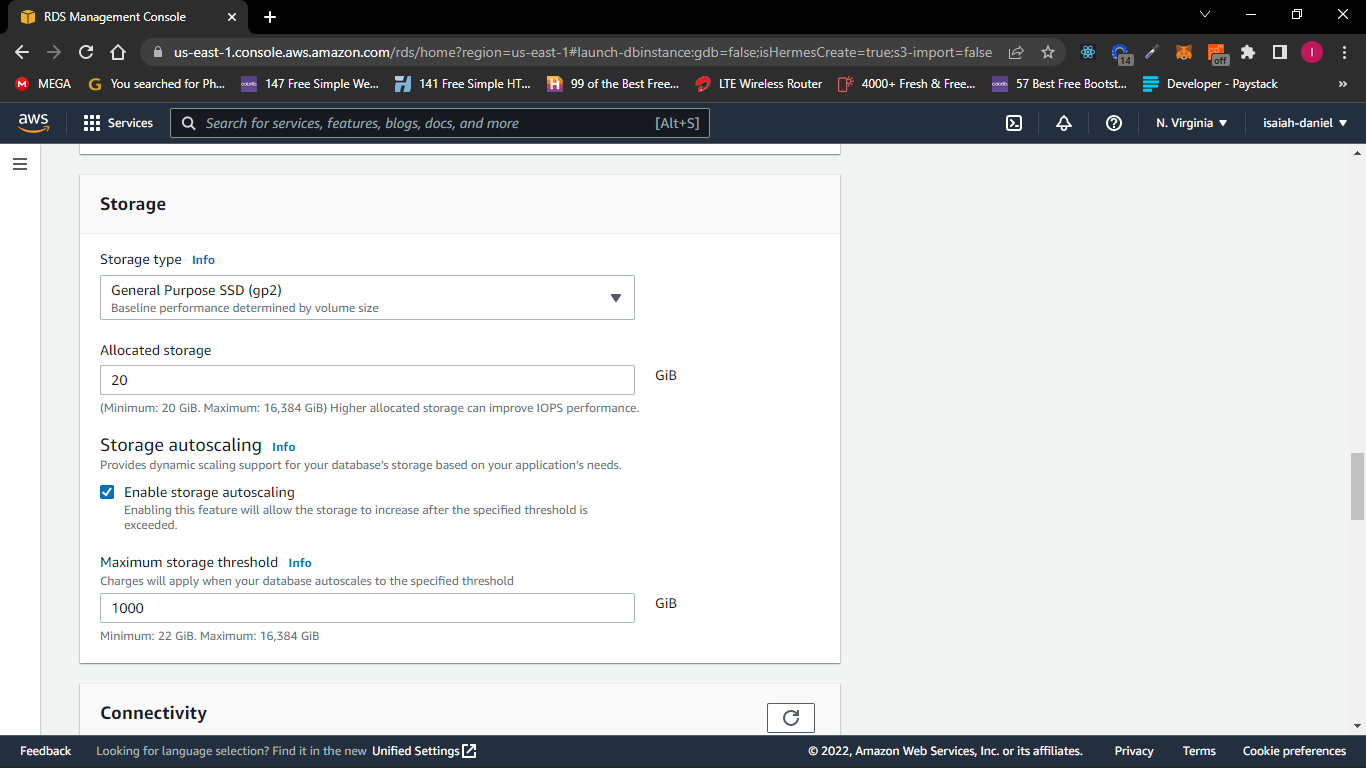 RDS Management Console
us-east-1.console.aws.amazon.com/rds/home?region=us-east-1#launch-dbinstance:gdb=false;isHermesCreate=true;s3-import=false
14
off
I
MEGA
You searched for Ph...
147 Free Simple We...
141 Free Simple HT...
99 of the Best Free...
LTE Wireless Router
4000+ Fresh & Free...
57 Best Free Bootst...
Developer - Paystack
»
aws
Services
Search for services, features, blogs, docs, and more
[Alt+S]
N. Virginia
isaiah-daniel
Storage
Storage type Info
General Purpose SSD (gp2)
Baseline performance determined by volume size
Allocated storage
20
GiB
(Minimum: 20 GiB. Maximum: 16,384 GiB) Higher allocated storage can improve IOPS performance.
Storage autoscaling Info
Provides dynamic scaling support for your database's storage based on your application's needs.
Enable storage autoscaling
Enabling this feature will allow the storage to increase after the specified threshold is
exceeded.
Maximum storage threshold Info
Charges will apply when your database autoscales to the specified threshold
1000
GiB
Minimum: 22 GiB. Maximum: 16,384 GiB
Connectivity
Feedback
Looking for language selection? Find it in the new Unified Settings
© 2022, Amazon Web Services, Inc. or its affiliates.
Privacy
Terms
Cookie preferences